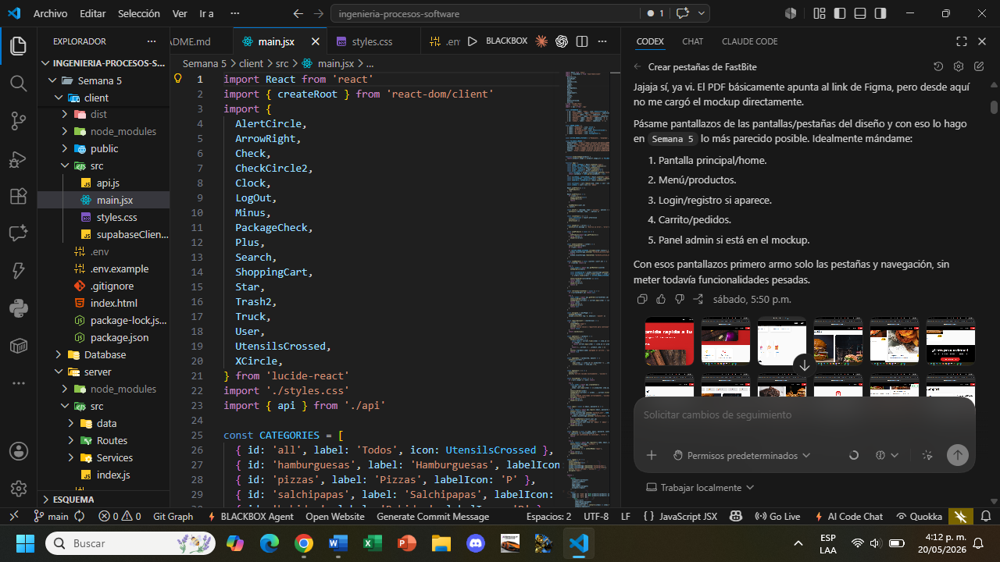 Archivo Editar Selección Ver Ir a ··· ingenieria-procesos-software 1
EXPLORADOR ···
INGENIERIA-PROCESOS-S...
Semana 5
client
dist
node_modules
public
src
api.js
main.jsx
styles.css
supabaseClien...
.env
.env.example
.gitignore
index.html
package-lock.js...
package.json
Database
server
node_modules
src
data
Routes
Services
index.js
ESQUEMA
DME.md main.jsx styles.css .en BLACKBOX ···
Semana 5 > client > src > main.jsx > ...
1 import React from 'react'
2 import { createRoot } from 'react-dom/client'
3 import {
4 AlertCircle,
5 ArrowRight,
6 Check,
7 CheckCircle2,
8 Clock,
9 LogOut,
10 Minus,
11 PackageCheck,
12 Plus,
13 Search,
14 ShoppingCart,
15 Star,
16 Trash2,
17 Truck,
18 User,
19 UtensilsCrossed,
20 XCircle,
21 } from 'lucide-react'
22 import './styles.css'
23 import { api } from './api'
24
25 const CATEGORIES = [
26 { id: 'all', label: 'Todos', icon: UtensilsCrossed },
27 { id: 'hamburguesas', label: 'Hamburguesas', labelIcon
28 { id: 'pizzas', label: 'Pizzas', labelIcon: 'P' },
29 { id: 'salchipapas', label: 'Salchipapas', labelIcon:
CODEX CHAT CLAUDE CODE
Crear pestañas de FastBite
Jajaja sí, ya vi. El PDF básicamente apunta al link de Figma, pero desde aquí
no me cargó el mockup directamente.
Pásame pantallazos de las pantallas/pestañas del diseño y con eso lo hago
en Semana 5 lo más parecido posible. Idealmente mándame:
1. Pantalla principal/home.
2. Menú/productos.
3. Login/registro si aparece.
4. Carrito/pedidos.
5. Panel admin si está en el mockup.
Con esos pantallazos primero armo solo las pestañas y navegación, sin
meter todavía funcionalidades pesadas.
sábado, 5:50 p.m.
Solicitar cambios de seguimiento
Permisos predeterminados
Trabajar localmente
main 0 0 Git Graph BLACKBOX Agent Open Website Generate Commit Message Espacios: 2 UTF-8 LF { } JavaScript JSX Go Live AI Code Chat Quokka
Buscar
ESP
LAA
4:12 p. m.
20/05/2026